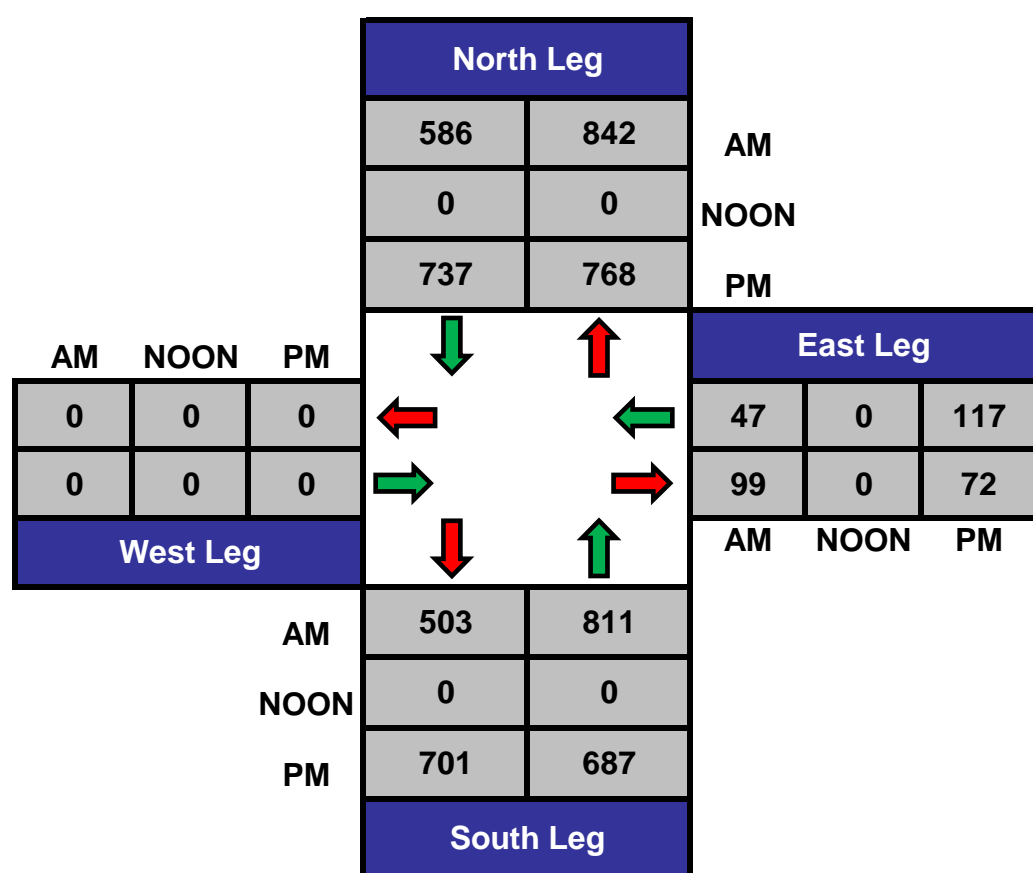 North Leg
586 842 AM
0 0 NOON
737 768 PM
East Leg
AM NOON PM
0 0 0 47 0 117
0 0 0 99 0 72
West Leg AM NOON PM
AM 503 811
NOON 0 0
PM 701 687
South Leg